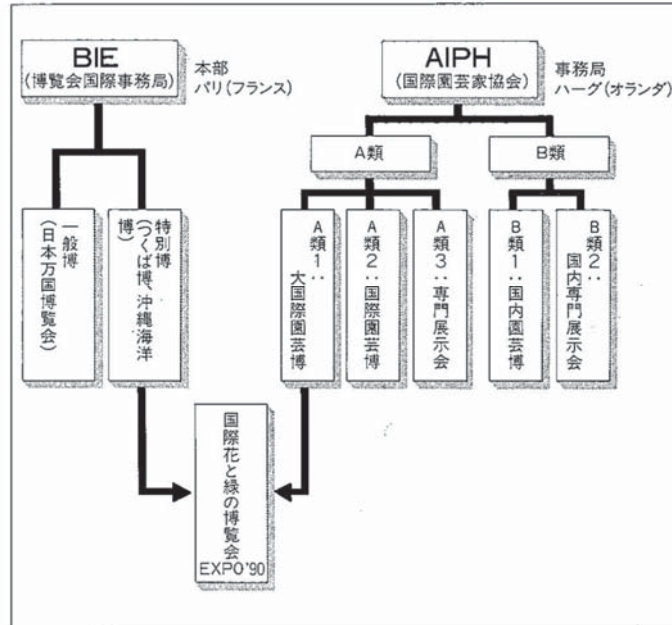 BIE
(博覧会国際事務局)
本部
パリ(フランス)
AIPH
(国際園芸家協会)
事務局
ハーグ(オランダ)
A類
B類
一般博
(日本万国博覧会)
特別博
(つくば博、沖縄海洋
博)
A類1:
大国際園芸博
A類2:国際園芸博
A類3:専門展示会
B類1:国内園芸博
B類2:
国内専門展示会
国際花と緑の博覧会
EXPO'90